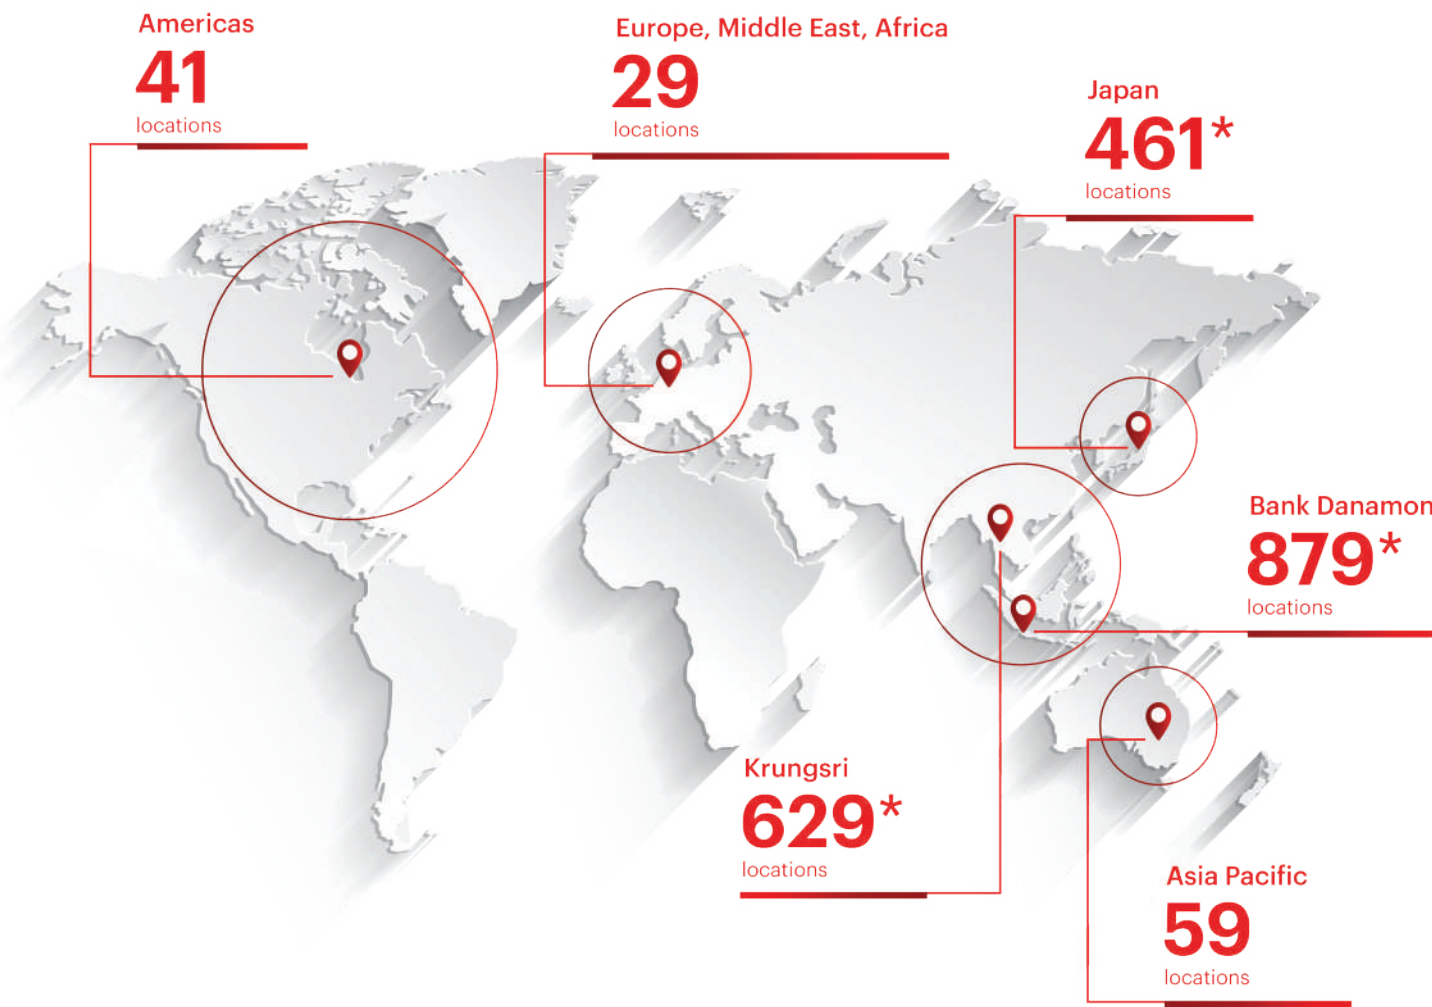 Americas
41
locations
Europe, Middle East, Africa
29
locations
Japan
461*
locations
Bank Danamon
879*
locations
Krungsri
629*
locations
Asia Pacific
59
locations